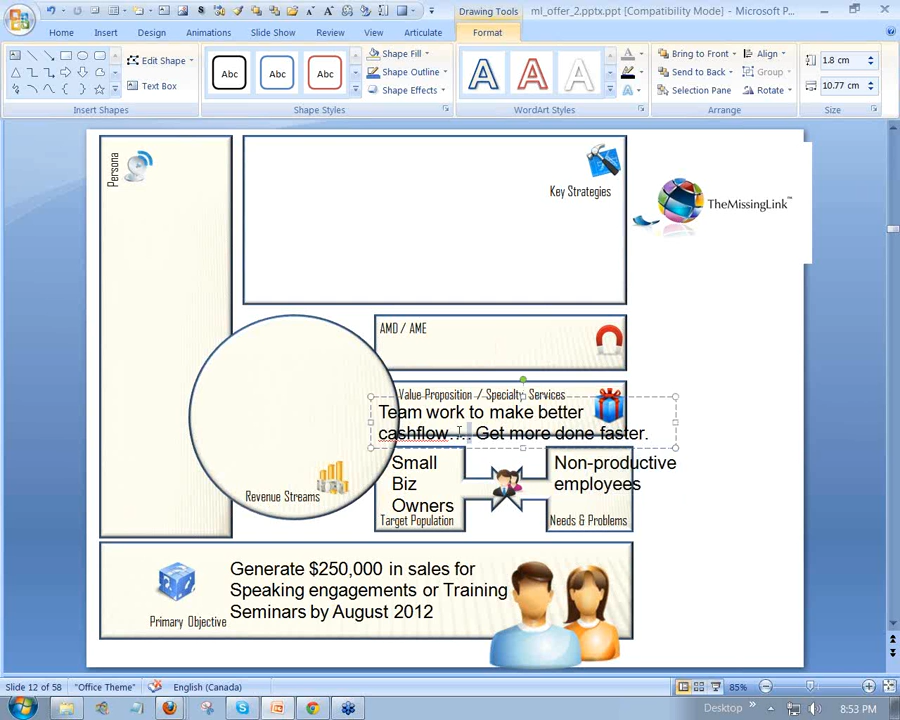 Drawing Tools
ml_offer_2.pptx.ppt [Compatibility Mode] - Microsoft P...
Home
Insert
Design
Animations
Slide Show
Review
View
Articulate
Format
Edit Shape
Text Box
Insert Shapes
Abc
Abc
Abc
Shape Fill
Shape Outline
Shape Effects
Shape Styles
A
A
A
WordArt Styles
Bring to Front
Send to Back
Selection Pane
Align
Group
Rotate
Arrange
1.8 cm
10.77 cm
Size
Persona
Key Strategies
TheMissingLink™
AMO / AME
Value Proposition / Specialty Services
Team work to make better
cashflow.... Get more done faster.
Revenue Streams
Small
Biz
Owners
Target Population
Non-productive
employees
Needs & Problems
Primary Objective
Generate $250,000 in sales for
Speaking engagements or Training
Seminars by August 2012
Slide 12 of 58
"Office Theme"
English (Canada)
85%
Desktop
8:53 PM